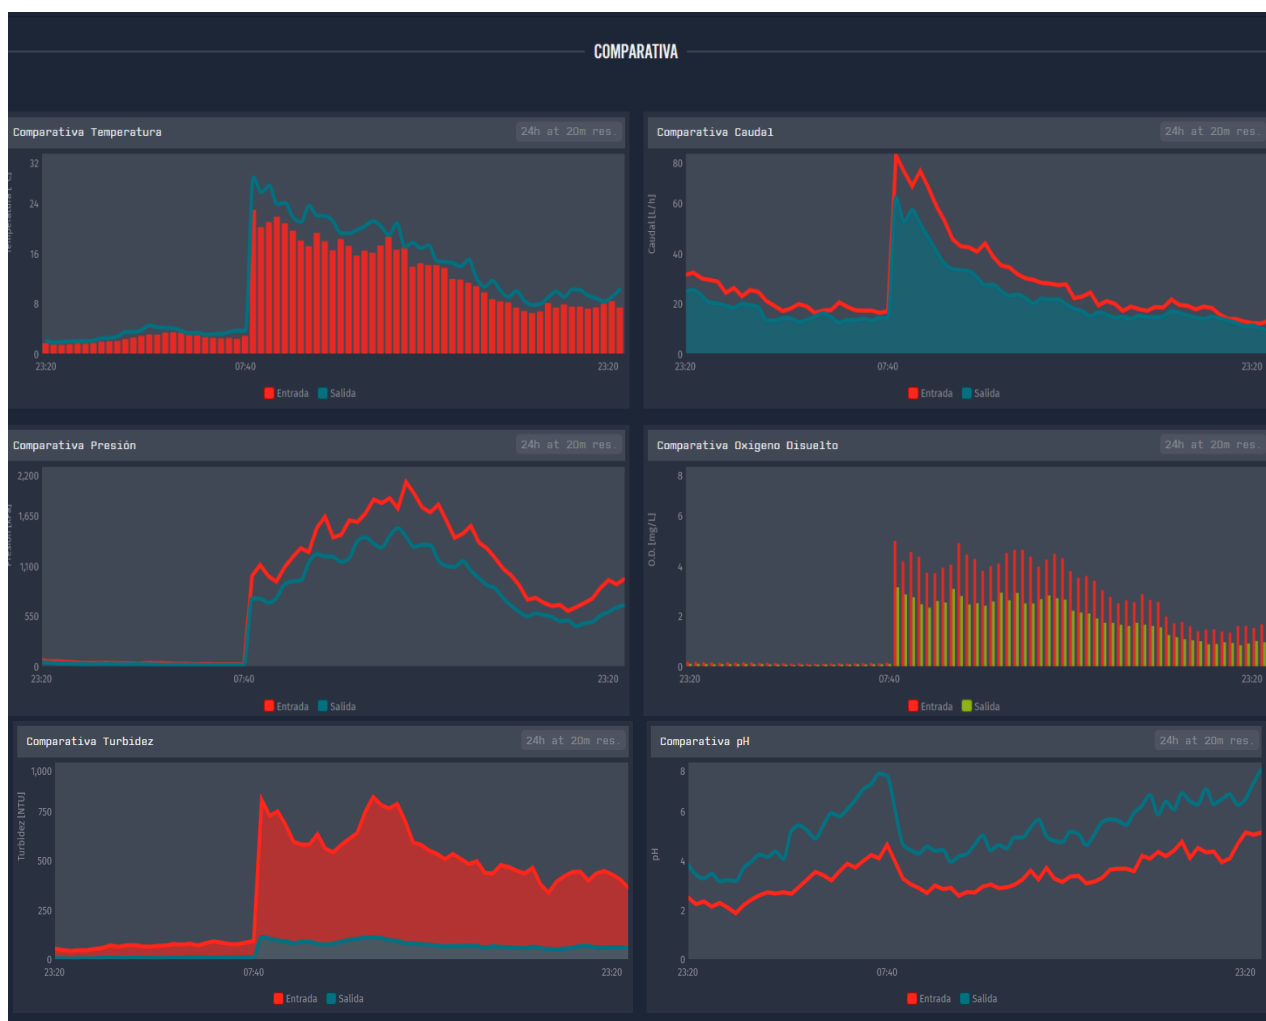 COMPARATIVA
Comparativa Temperatura
24h at 20m res.
32
24
16
8
0
23:20
07:40
23:20
Entrada
Salida
Comparativa Caudal
24h at 20m res.
Caudal [L/h]
80
60
40
20
0
23:20
07:40
23:20
Entrada
Salida
Comparativa Presión
24h at 20m res.
2,200
1,650
1,100
550
0
23:20
07:40
23:20
Entrada
Salida
Comparativa Oxigeno Disuelto
24h at 20m res.
O.D. [mg/L]
8
6
4
2
0
23:20
07:40
23:20
Entrada
Salida
Comparativa Turbidez
24h at 20m res.
Turbidez [NTU]
1,000
750
500
250
0
23:20
07:40
23:20
Entrada
Salida
Comparativa pH
24h at 20m res.
pH
8
6
4
2
0
23:20
07:40
23:20
Entrada
Salida